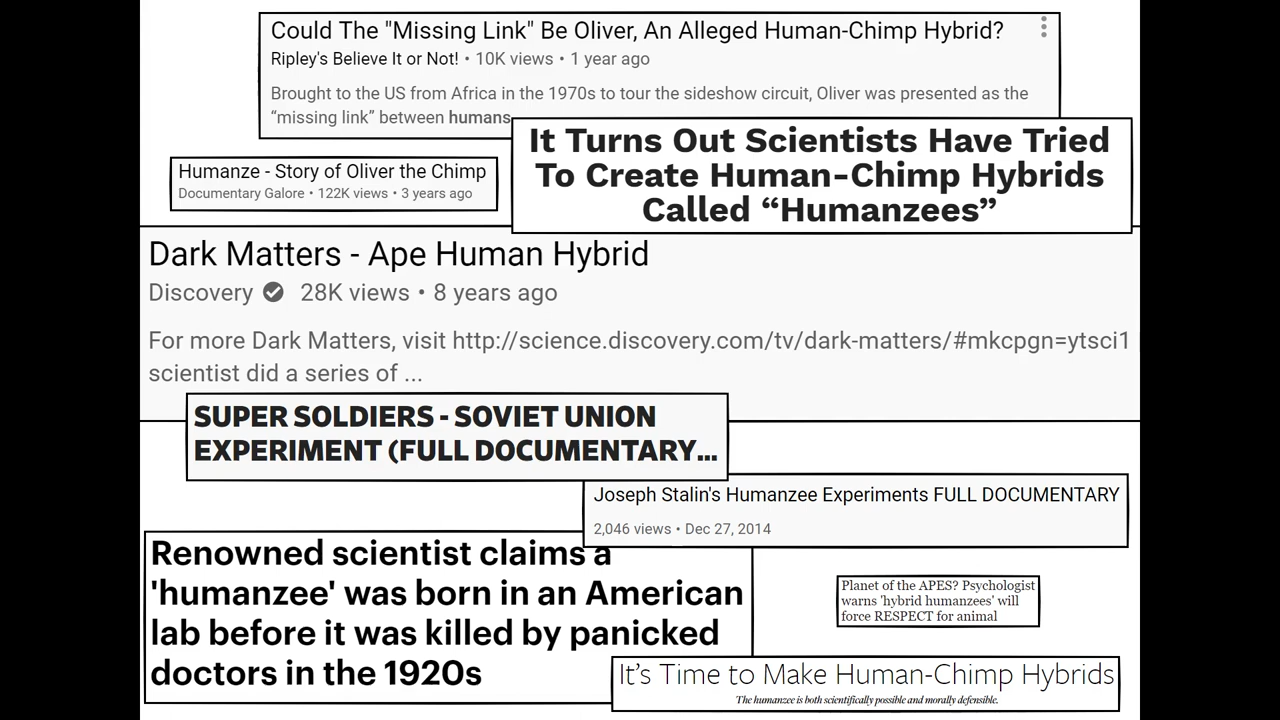 Could The "Missing Link" Be Oliver, An Alleged Human-Chimp Hybrid?
Ripley's Believe It or Not! • 10K views • 1 year ago
Brought to the US from Africa in the 1970s to tour the sideshow circuit, Oliver was presented as the
“missing link” between humans
It Turns Out Scientists Have Tried
To Create Human-Chimp Hybrids
Called “Humanzees”
Humanze - Story of Oliver the Chimp
Documentary Galore • 122K views • 3 years ago
Dark Matters - Ape Human Hybrid
Discovery 28K views • 8 years ago
For more Dark Matters, visit http://science.discovery.com/tv/dark-matters/#mkcpgn=ytsci1
scientist did a series of ...
SUPER SOLDIERS - SOVIET UNION
EXPERIMENT (FULL DOCUMENTARY...
Joseph Stalin's Humanzee Experiments FULL DOCUMENTARY
2,046 views • Dec 27, 2014
Renowned scientist claims a
'humanzee' was born in an American
lab before it was killed by panicked
doctors in the 1920s
Planet of the APES? Psychologist
warns 'hybrid humanzees' will
force RESPECT for animal
It’s Time to Make Human-Chimp Hybrids
The humanzee is both scientifically possible and morally defensible.